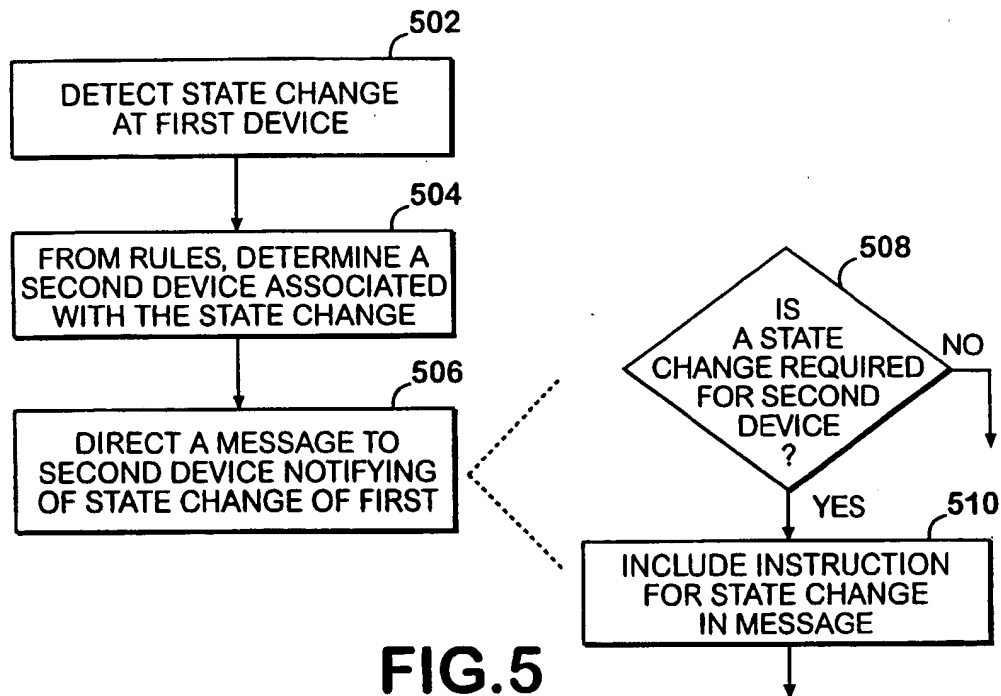 502
DETECT STATE CHANGE
AT FIRST DEVICE
504
FROM RULES, DETERMINE A
SECOND DEVICE ASSOCIATED
WITH THE STATE CHANGE
506
DIRECT A MESSAGE TO
SECOND DEVICE NOTIFYING
OF STATE CHANGE OF FIRST
508
IS
A STATE
CHANGE REQUIRED
FOR SECOND
DEVICE
?
NO
YES
510
INCLUDE INSTRUCTION
FOR STATE CHANGE
IN MESSAGE
FIG.5